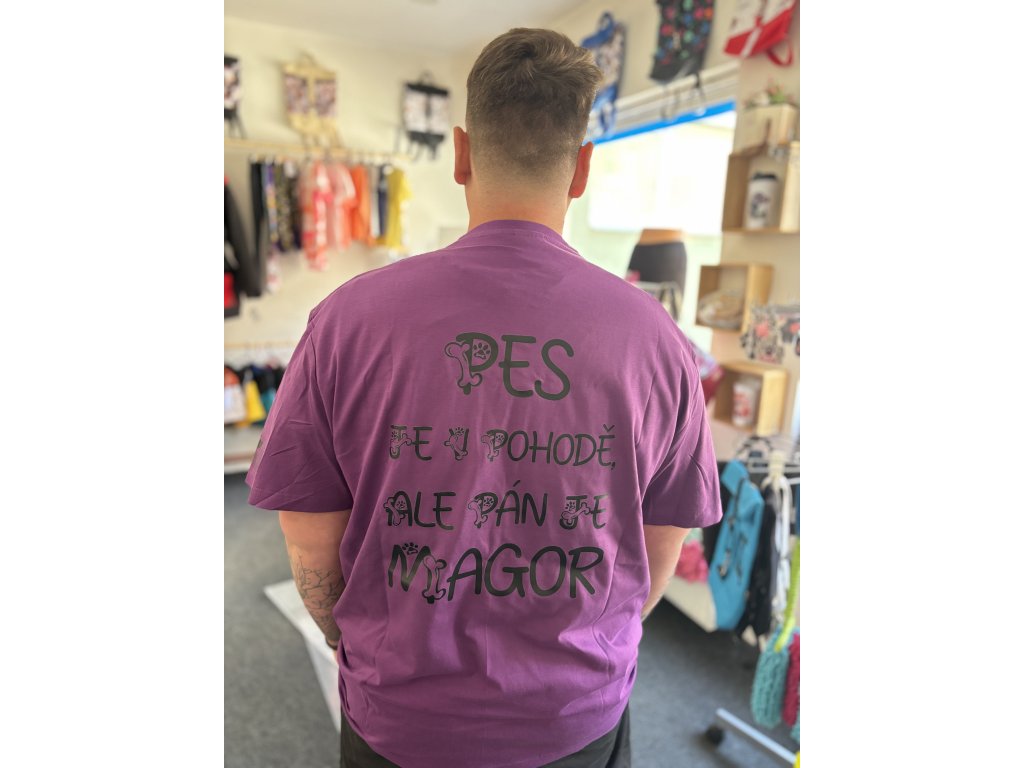 PES
JE V POHODĚ,
ALE PÁN JE
MAGOR